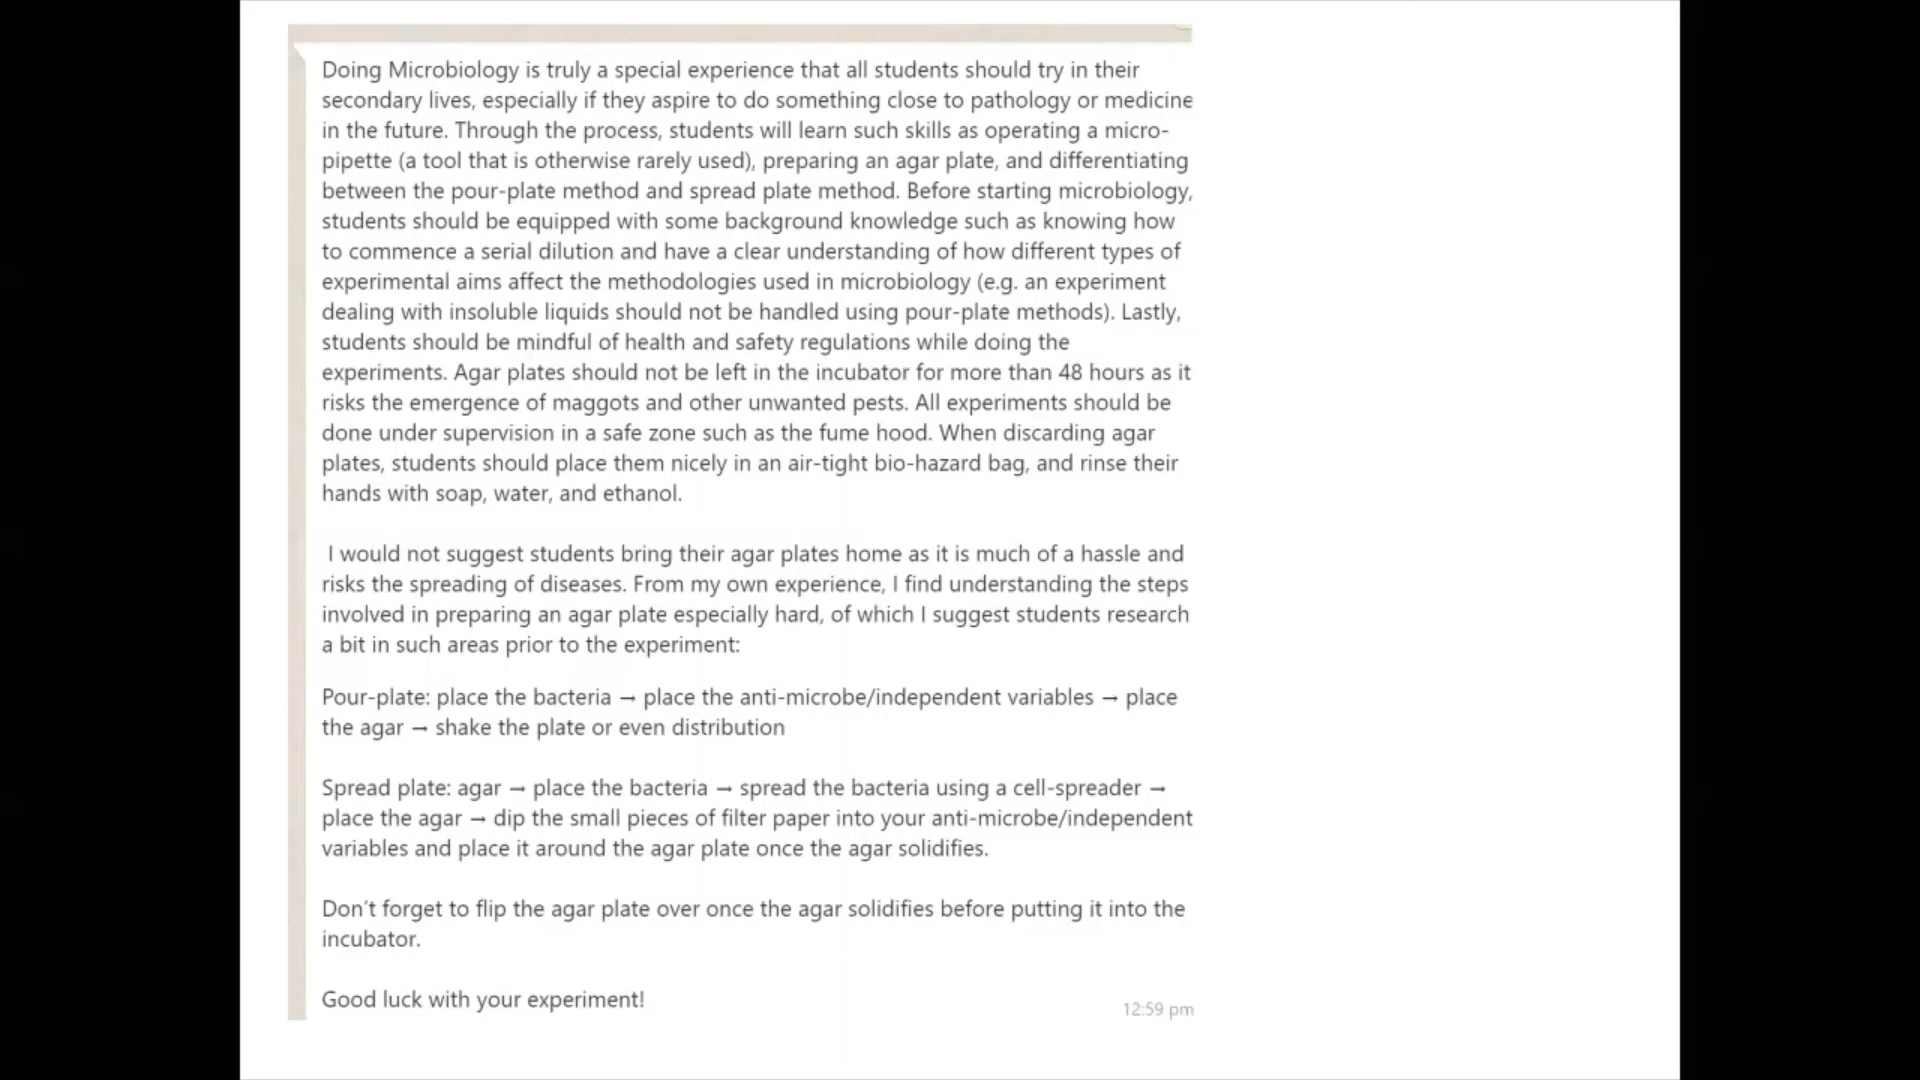 Doing Microbiology is truly a special experience that all students should try in their
secondary lives, especially if they aspire to do something close to pathology or medicine
in the future. Through the process, students will learn such skills as operating a micro-
pipette (a tool that is otherwise rarely used), preparing an agar plate, and differentiating
between the pour-plate method and spread plate method. Before starting microbiology,
students should be equipped with some background knowledge such as knowing how
to commence a serial dilution and have a clear understanding of how different types of
experimental aims affect the methodologies used in microbiology (e.g. an experiment
dealing with insoluble liquids should not be handled using pour-plate methods). Lastly,
students should be mindful of health and safety regulations while doing the
experiments. Agar plates should not be left in the incubator for more than 48 hours as it
risks the emergence of maggots and other unwanted pests. All experiments should be
done under supervision in a safe zone such as the fume hood. When discarding agar
plates, students should place them nicely in an air-tight bio-hazard bag, and rinse their
hands with soap, water, and ethanol.
I would not suggest students bring their agar plates home as it is much of a hassle and
risks the spreading of diseases. From my own experience, I find understanding the steps
involved in preparing an agar plate especially hard, of which I suggest students research
a bit in such areas prior to the experiment:
Pour-plate: place the bacteria → place the anti-microbe/independent variables → place
the agar → shake the plate or even distribution
Spread plate: agar → place the bacteria → spread the bacteria using a cell-spreader →
place the agar → dip the small pieces of filter paper into your anti-microbe/independent
variables and place it around the agar plate once the agar solidifies.
Don't forget to flip the agar plate over once the agar solidifies before putting it into the
incubator.
Good luck with your experiment!
12:59 pm